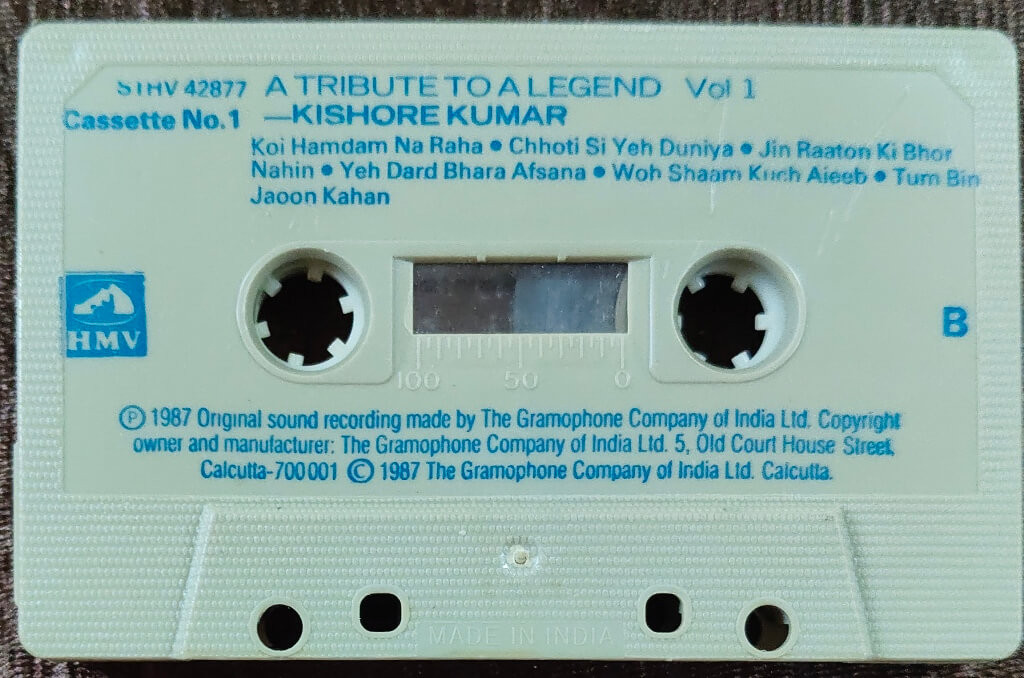 STHV 42877 A TRIBUTE TO A LEGEND Vol 1
Cassette No.1 —KISHORE KUMAR
Koi Hamdam Na Raha • Chhoti Si Yeh Duniya • Jin Raaton Ki Bhor
Nahin • Yeh Dard Bhara Afsana • Woh Shaam Kuch Ajeeb • Tum Bin
Jaoon Kahan
HMV
B
100 50 0
Ⓟ 1987 Original sound recording made by The Gramophone Company of India Ltd. Copyright
owner and manufacturer: The Gramophone Company of India Ltd. 5, Old Court House Street,
Calcutta-700 001 © 1987 The Gramophone Company of India Ltd. Calcutta.
MADE IN INDIA